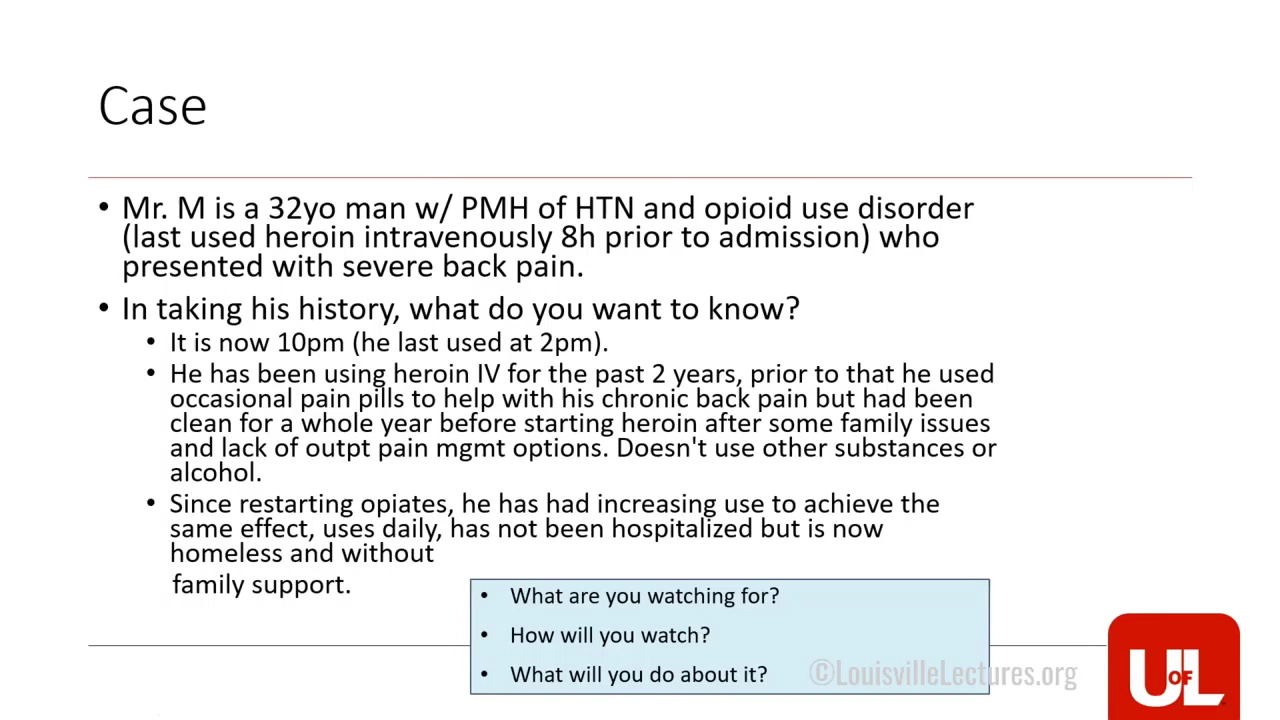 Case
• Mr. M is a 32yo man w/ PMH of HTN and opioid use disorder
(last used heroin intravenously 8h prior to admission) who
presented with severe back pain.
• In taking his history, what do you want to know?
• It is now 10pm (he last used at 2pm).
• He has been using heroin IV for the past 2 years, prior to that he used
occasional pain pills to help with his chronic back pain but had been
clean for a whole year before starting heroin after some family issues
and lack of outpt pain mgmt options. Doesn't use other substances or
alcohol.
• Since restarting opiates, he has had increasing use to achieve the
same effect, uses daily, has not been hospitalized but is now
homeless and without
family support.
• What are you watching for?
• How will you watch?
• What will you do about it?
©LouisvilleLectures.org
U OF L